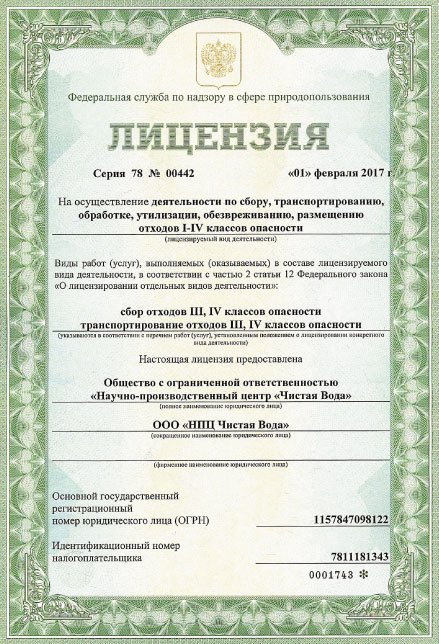 Федеральная служба по надзору в сфере природопользования
ЛИЦЕНЗИЯ
Серия 78 № 00442 «01» февраля 2017 г.
На осуществление деятельности по сбору, транспортированию,
обработке, утилизации, обезвреживанию, размещению
отходов I-IV классов опасности
(лицензируемый вид деятельности)
Виды работ (услуг), выполняемых (оказываемых) в составе лицензируемого
вида деятельности, в соответствии с частью 2 статьи 12 Федерального закона
«О лицензировании отдельных видов деятельности»:
сбор отходов III, IV классов опасности
транспортирование отходов III, IV классов опасности
(указываются в соответствии с перечнем работ (услуг), установленным положением о лицензировании конкретного
вида деятельности)
Настоящая лицензия предоставлена
Общество с ограниченной ответственностью
«Научно-производственный центр «Чистая Вода»
(полное наименование юридического лица)
ООО «НПЦ Чистая Вода»
(сокращенное наименование юридического лица)
(фирменное наименование юридического лица)
Основной государственный
регистрационный
номер юридического лица (ОГРН) 1157847098122
Идентификационный номер
налогоплательщика 7811181343
0001743 ✻